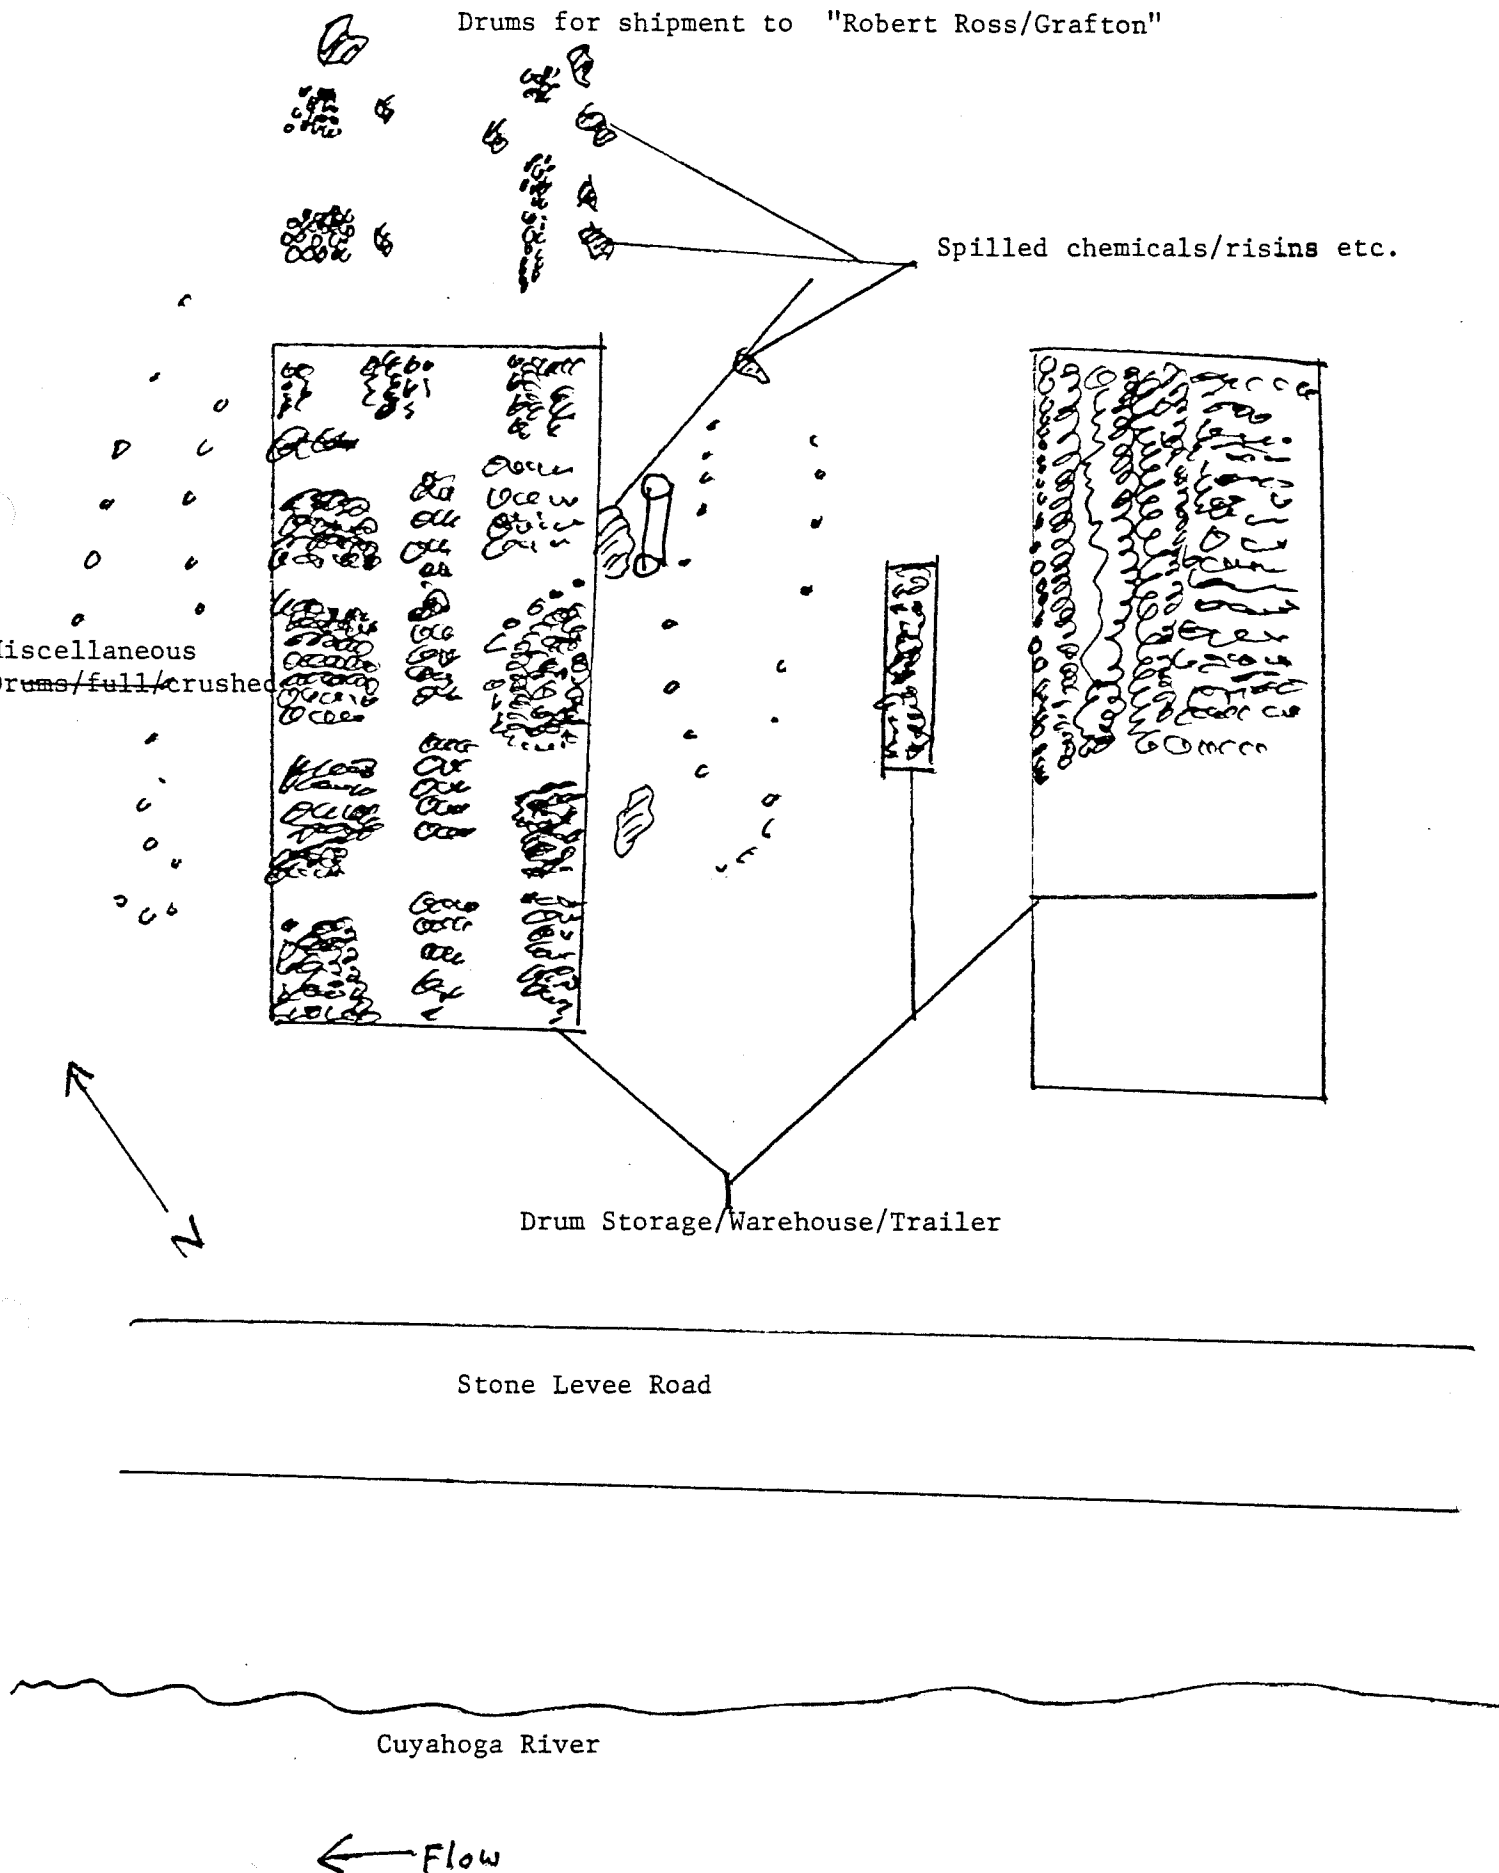 Drums for shipment to "Robert Ross/Grafton"
Spilled chemicals/risins etc.
iscellaneous
rums/full/crushed
Drum Storage/Warehouse/Trailer
N
Stone Levee Road
Cuyahoga River
Flow